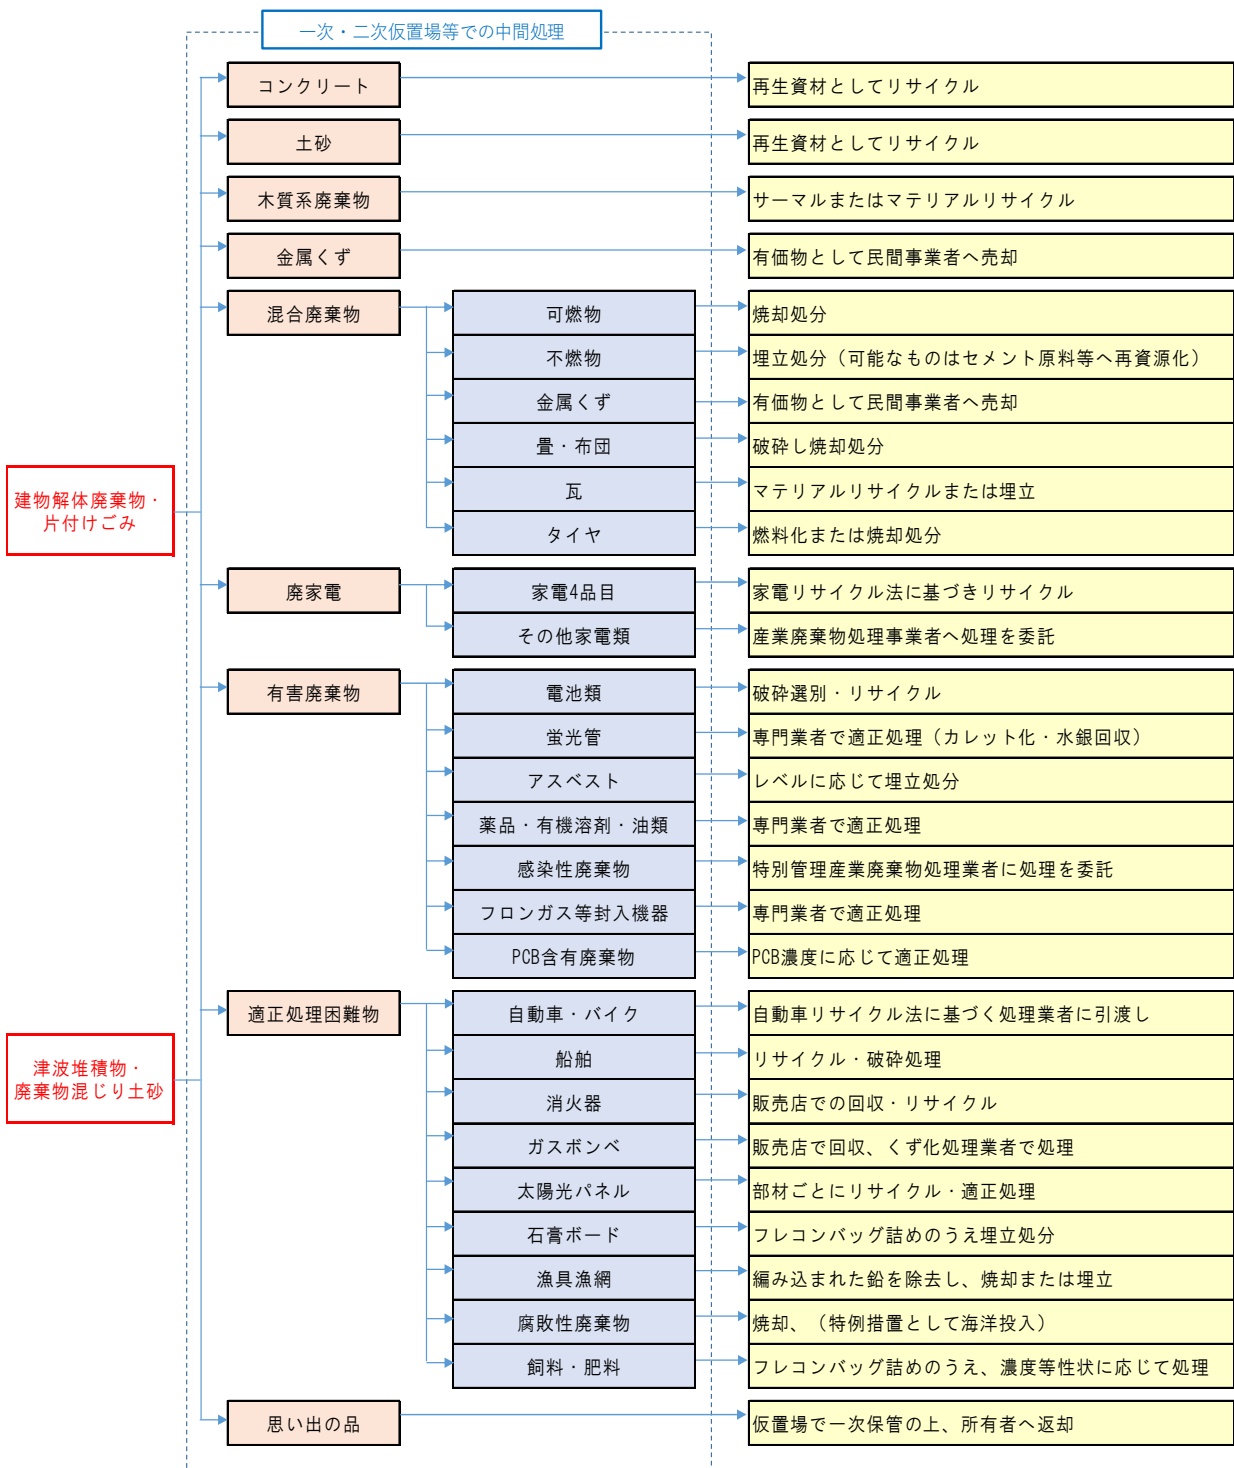 一次・二次仮置場等での中間処理
コンクリート
再生資材としてリサイクル
土砂
再生資材としてリサイクル
木質系廃棄物
サーマルまたはマテリアルリサイクル
金属くず
有価物として民間事業者へ売却
混合廃棄物
可燃物
焼却処分
不燃物
埋立処分（可能なものはセメント原料等へ再資源化）
金属くず
有価物として民間事業者へ売却
畳・布団
破砕し焼却処分
瓦
マテリアルリサイクルまたは埋立
タイヤ
燃料化または焼却処分
建物解体廃棄物・
片付けごみ
廃家電
家電4品目
家電リサイクル法に基づきリサイクル
その他家電類
産業廃棄物処理事業者へ処理を委託
有害廃棄物
電池類
破砕選別・リサイクル
蛍光管
専門業者で適正処理（カレット化・水銀回収）
アスベスト
レベルに応じて埋立処分
薬品・有機溶剤・油類
専門業者で適正処理
感染性廃棄物
特別管理産業廃棄物処理業者に処理を委託
フロンガス等封入機器
専門業者で適正処理
PCB含有廃棄物
PCB濃度に応じて適正処理
適正処理困難物
自動車・バイク
自動車リサイクル法に基づく処理業者に引渡し
船舶
リサイクル・破砕処理
津波堆積物・
廃棄物混じり土砂
消火器
販売店での回収・リサイクル
ガスボンベ
販売店で回収、くず化処理業者で処理
太陽光パネル
部材ごとにリサイクル・適正処理
石膏ボード
フレコンバッグ詰めのうえ埋立処分
漁具漁網
編み込まれた鉛を除去し、焼却または埋立
腐敗性廃棄物
焼却、（特例措置として海洋投入）
飼料・肥料
フレコンバッグ詰めのうえ、濃度等性状に応じて処理
思い出の品
仮置場で一次保管の上、所有者へ返却